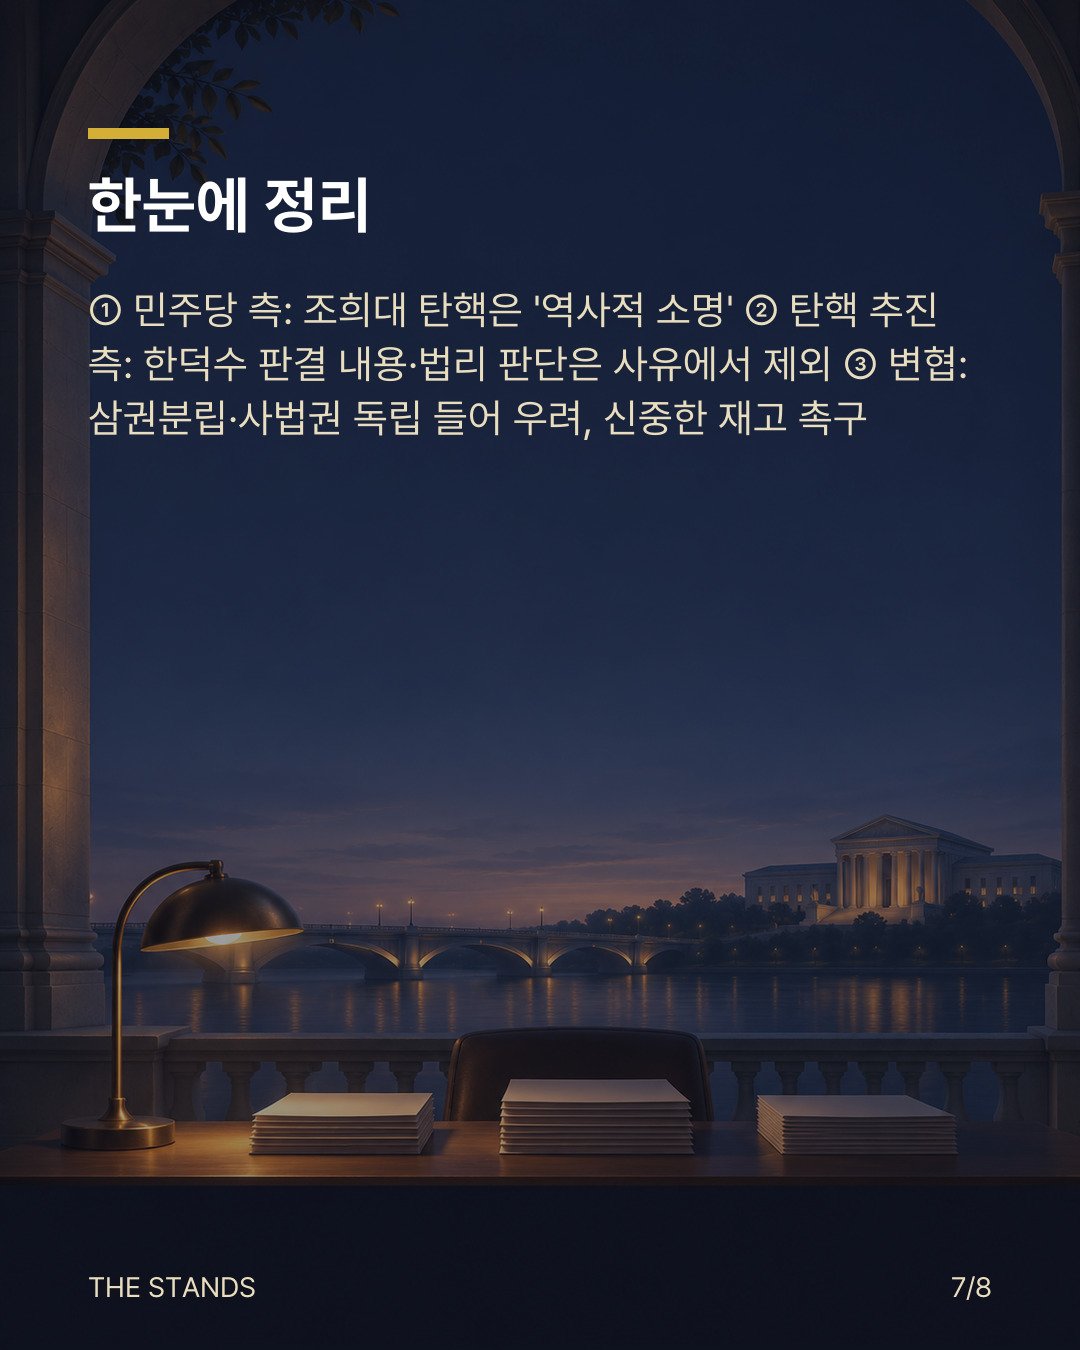 한눈에 정리
① 민주당 측: 조희대 탄핵은 '역사적 소명' ② 탄핵 추진
측: 한덕수 판결 내용·법리 판단은 사유에서 제외 ③ 변협:
삼권분립·사법권 독립 들어 우려, 신중한 재고 촉구
THE STANDS
7/8